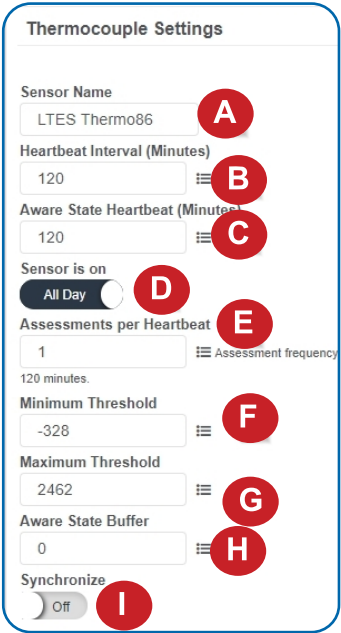 Thermocouple Settings
Sensor Name
LTES Thermo86
A
Heartbeat Interval (Minutes)
120
B
Aware State Heartbeat (Minutes)
120
C
Sensor is on
All Day
D
Assessments per Heartbeat
E
1
Assessment frequency
120 minutes.
Minimum Threshold
-328
F
Maximum Threshold
2462
G
Aware State Buffer
0
H
Synchronize
Off
I